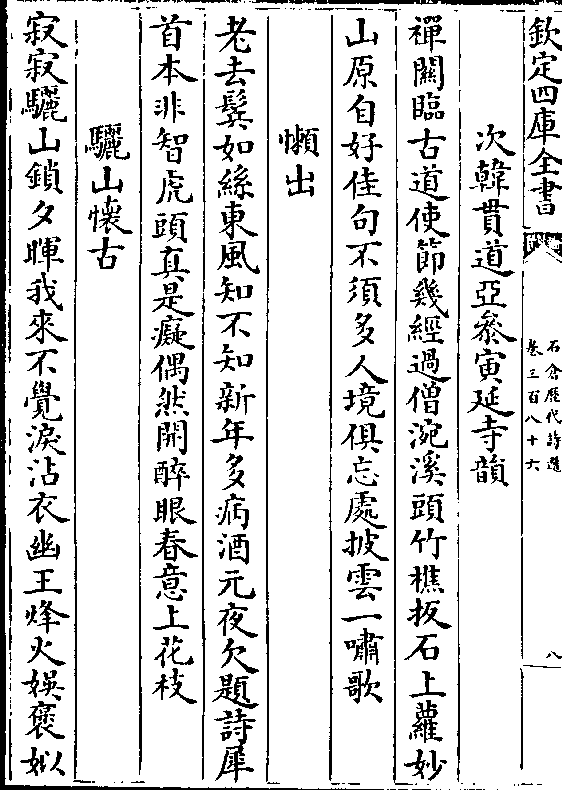 欽定四庫全書
石倉歷代詩選
卷三百八十六
八
次韓貫道亞叅寅延寺韻
禪關臨古道使節幾經過僧涴溪頭竹樵扳石上蘿妙
山原自好佳句不須多人境俱忘處披雲一嘯歌
懶出
老去鬂如絲東風知不知新年多病酒元夜欠題詩犀
首本非智虎頭真是癡偶然開醉眼春意上花枝
驪山懷古
寂寂驪山鎖夕暉我來不覺淚沾衣幽王烽火娯褒姒